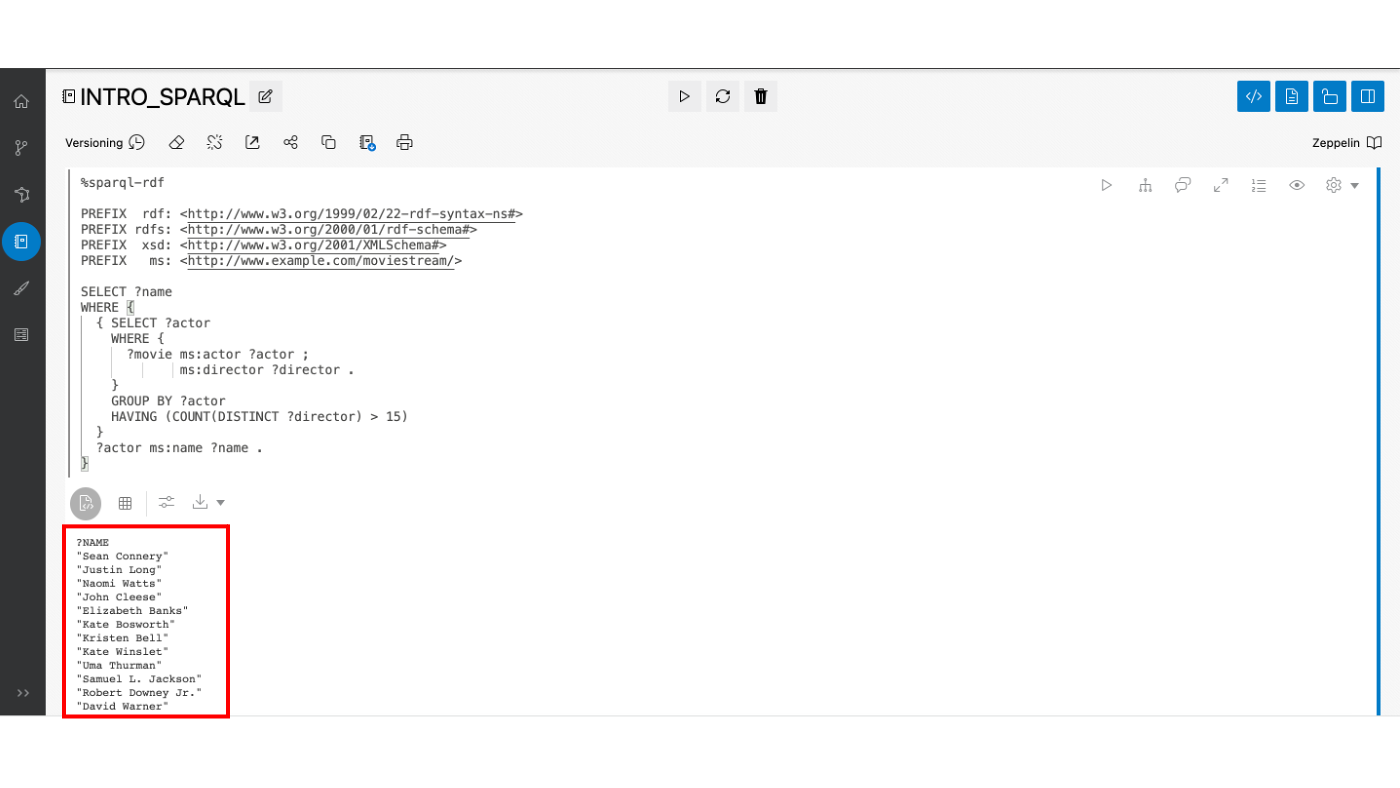 INTRO_SPARQL
Versioning
Zeppelin
%sparql-rdf
PREFIX  rdf: <http://www.w3.org/1999/02/22-rdf-syntax-ns#>
PREFIX rdfs: <http://www.w3.org/2000/01/rdf-schema#>
PREFIX  xsd: <http://www.w3.org/2001/XMLSchema#>
PREFIX   ms: <http://www.example.com/moviestream/>
SELECT ?name
WHERE {
  { SELECT ?actor
    WHERE {
      ?movie ms:actor ?actor ;
             ms:director ?director .
    }
    GROUP BY ?actor
    HAVING (COUNT(DISTINCT ?director) > 15)
  }
  ?actor ms:name ?name .
}
?NAME
"Sean Connery"
"Justin Long"
"Naomi Watts"
"John Cleese"
"Elizabeth Banks"
"Kate Bosworth"
"Kristen Bell"
"Kate Winslet"
"Uma Thurman"
"Samuel L. Jackson"
"Robert Downey Jr."
"David Warner"